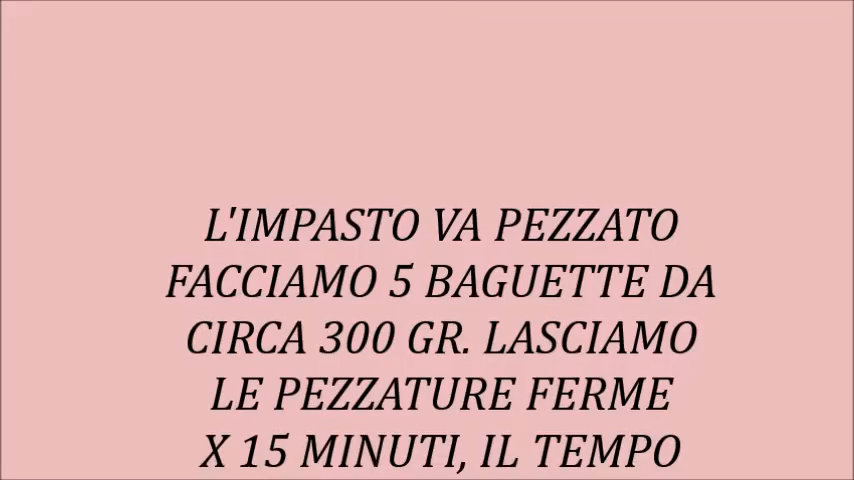 L'IMPASTO VA PEZZATO
FACCIAMO 5 BAGUETTE DA
CIRCA 300 GR. LASCIAMO
LE PEZZATURE FERME
X 15 MINUTI, IL TEMPO